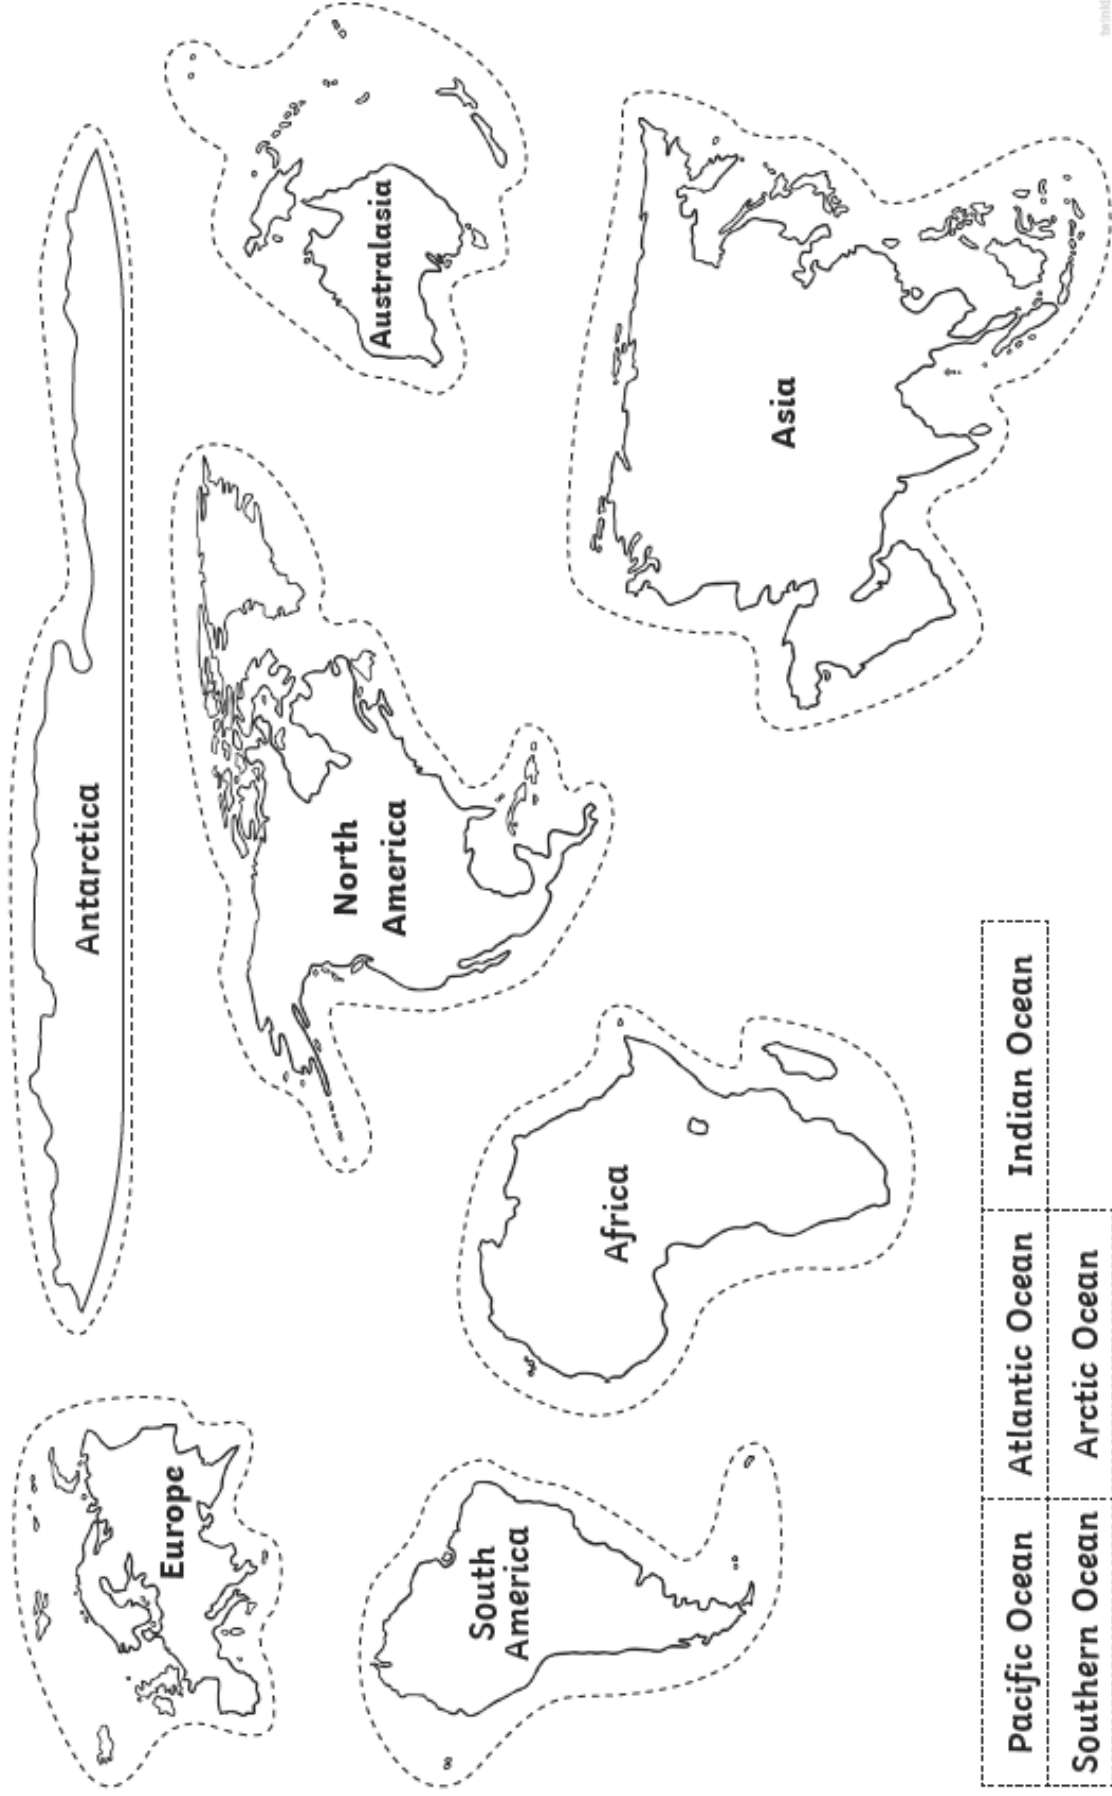 Europe
Antarctica
Australasia
North
America
South
America
Africa
Asia
Pacific Ocean
Atlantic Ocean
Indian Ocean
Southern Ocean
Arctic Ocean